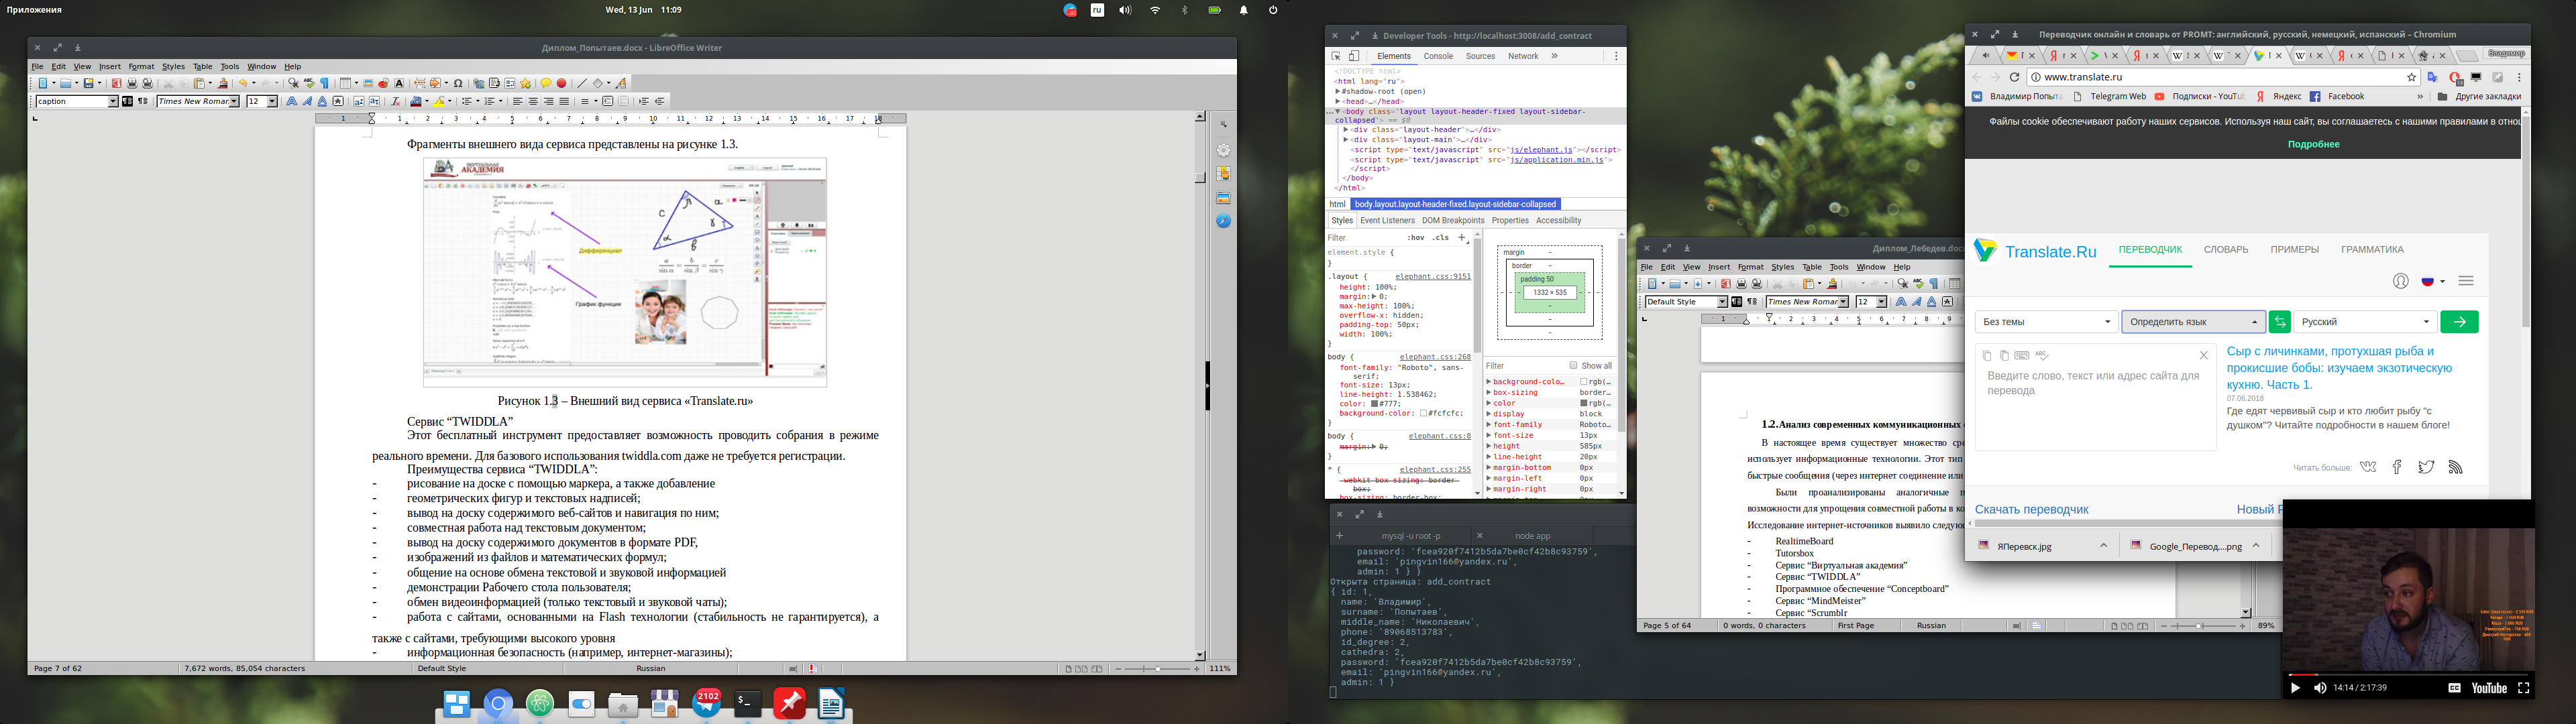 Приложения
Wed, 13 Jun 11:09
ru
Диплом_Попытаев.docx - LibreOffice Writer
File Edit View Insert Format Styles Table Tools Window Help
caption
Times New Roman
12
Фрагменты внешнего вида сервиса представлены на рисунке 1.3.
ВИРТУАЛЬНАЯ
АКАДЕМИЯ
Дифференциал
График функции
Рисунок 1.3 – Внешний вид сервиса «Translate.ru»
Сервис “TWIDDLA”
Этот бесплатный инструмент предоставляет возможность проводить собрания в режиме
реального времени. Для базового использования twiddla.com даже не требуется регистрации.
Преимущества сервиса “TWIDDLA”:
- рисование на доске с помощью маркера, а также добавление
- геометрических фигур и текстовых надписей;
- вывод на доску содержимого веб-сайтов и навигация по ним;
- совместная работа над текстовым документом;
- вывод на доску содержимого документов в формате PDF,
- изображений из файлов и математических формул;
- общение на основе обмена текстовой и звуковой информацией
- демонстрации Рабочего стола пользователя;
- обмен видеоинформацией (только текстовый и звуковой чаты);
- работа с сайтами, основанными на Flash технологии (стабильность не гарантируется), а
также с сайтами, требующими высокого уровня
- информационная безопасность (например, интернет-магазины);
Page 7 of 62
7,672 words, 85,054 characters
Default Style
Russian
111%
2102
Developer Tools - http://localhost:3008/add_contract
Elements Console Sources Network »
<!DOCTYPE html>
<html lang="ru">
▶#shadow-root (open)
▶<head>…</head>
…▼<body class="layout layout-header-fixed layout-sidebar-
collapsed"> == $0
▶<div class="layout-header">…</div>
▶<div class="layout-main">…</div>
<script type="text/javascript" src="js/elephant.js"></script>
<script type="text/javascript" src="js/application.min.js">
</script>
</body>
</html>
html body.layout.layout-header-fixed.layout-sidebar-collapsed
Styles Event Listeners DOM Breakpoints Properties Accessibility
Filter :hov .cls +
element.style {
}
.layout { elephant.css:9151
height: 100%;
margin:▶ 0;
max-height: 100%;
overflow-x: hidden;
padding-top: 50px;
width: 100%;
}
body { elephant.css:268
font-family: "Roboto", sans-
serif;
font-size: 13px;
line-height: 1.538462;
color: #777;
background-color: #fcfcfc;
}
body { elephant.css:8
margin:▶ 0;
}
* { elephant.css:255
-webkit-box-sizing: border-
box;
box-sizing: border-box;
margin –
border –
padding 50
1332 × 535
Filter Show all
background-colo… rgb(…
box-sizing border…
color rgb(…
display block
font-family Roboto…
font-size 13px
height 585px
line-height 20px
margin-bottom 0px
margin-left 0px
margin-right 0px
mysql -u root -p
node app
password: 'fcea920f7412b5da7be0cf42b8c93759',
email: 'pingvin166@yandex.ru',
admin: 1 } }
Открыта страница: add_contract
{ id: 1,
name: 'Владимир',
surname: 'Попытаев',
middle_name: 'Николаевич',
phone: '89068513783',
id_degree: 2,
cathedra: 2,
password: 'fcea920f7412b5da7be0cf42b8c93759',
email: 'pingvin166@yandex.ru',
admin: 1 }
Диплом_Лебедев.doc
File Edit View Insert Format Styles Table Tools Window Help
Default Style
Times New Roman
12
1.2. Анализ современных коммуникационных
В настоящее время существует множество
использует информационные технологии. Этот тип
быстрые сообщения (через интернет соединение или
Были проанализированы аналогичные
возможности для упрощения совместной работы в
Исследование интернет-источников выявило
- RealtimeBoard
- Tutorsbox
- Сервис “Виртуальная академия”
- Сервис “TWIDDLA”
- Программное обеспечение “Conceptboard”
- Сервис “MindMeister”
- Сервис “Scrumblr
Page 5 of 64
0 words, 0 characters
First Page
Russian
89%
Переводчик онлайн и словарь от PROMT: английский, русский, немецкий, испанский – Chromium
Владимир
www.translate.ru
Владимир Попыта
Telegram Web
Подписки - YouTu
Яндекс
Facebook
»
Другие закладки
Файлы cookie обеспечивают работу наших сервисов. Используя наш сайт, вы соглашаетесь с нашими правилами в отнош
Подробнее
Translate.Ru
ПЕРЕВОДЧИК СЛОВАРЬ ПРИМЕРЫ ГРАММАТИКА
Без темы
Определить язык
Русский
Введите слово, текст или адрес сайта для
перевода
Сыр с личинками, протухшая рыба и
прокисшие бобы: изучаем экзотическую
кухню. Часть 1.
07.06.2018
Где едят червивый сыр и кто любит рыбу "с
душком"? Читайте подробности в нашем блоге!
Читать больше:
Скачать переводчик
Новый
ЯПеревск.jpg
Google_Перевод....png
14:14 / 2:17:39
CC
YouTube